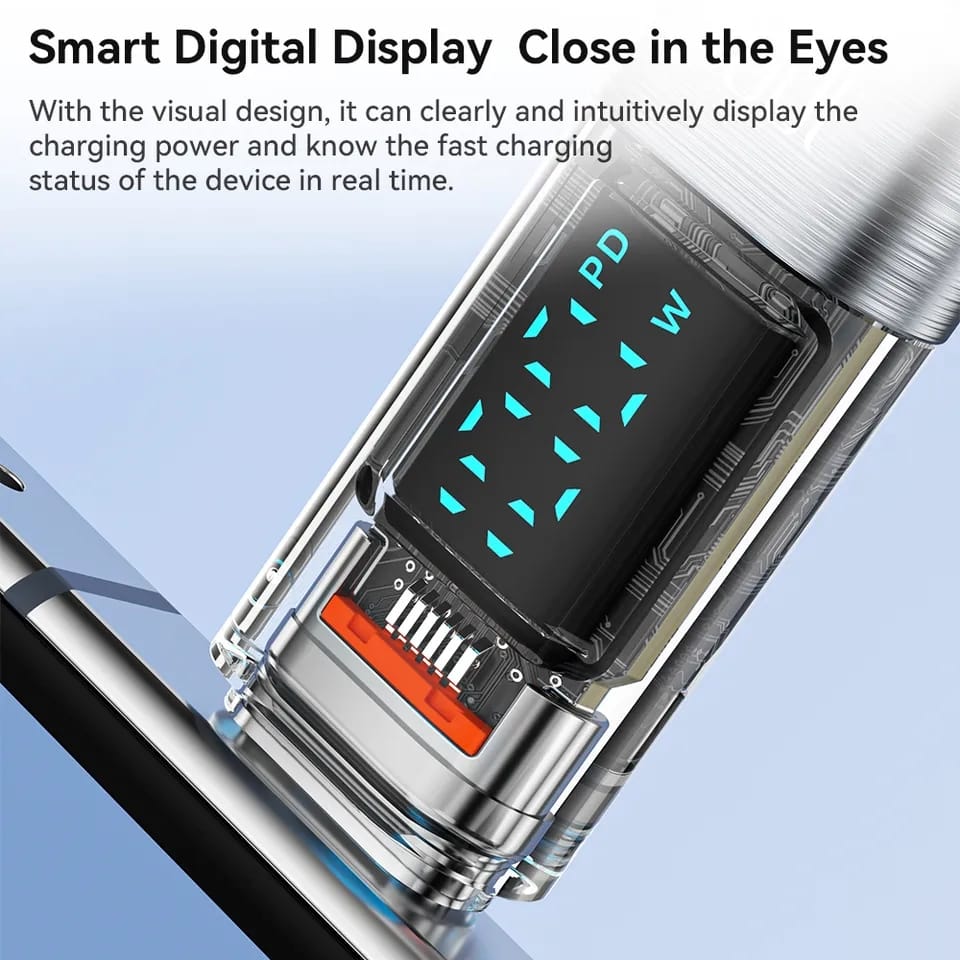 Smart Digital Display  Close in the Eyes
With the visual design, it can clearly and intuitively display the
charging power and know the fast charging
status of the device in real time.
PD
W